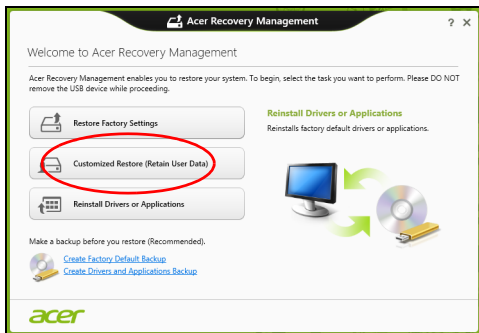 Acer Recovery Management
? ×
Welcome to Acer Recovery Management
Acer Recovery Management enables you to restore your system. To begin, select the task you want to perform. Please DO NOT
remove the USB device while proceeding.
Restore Factory Settings
Customized Restore (Retain User Data)
Reinstall Drivers or Applications
Reinstall Drivers or Applications
Reinstalls factory default drivers or applications.
Make a backup before you restore (Recommended).
Create Factory Default Backup
Create Drivers and Applications Backup
acer